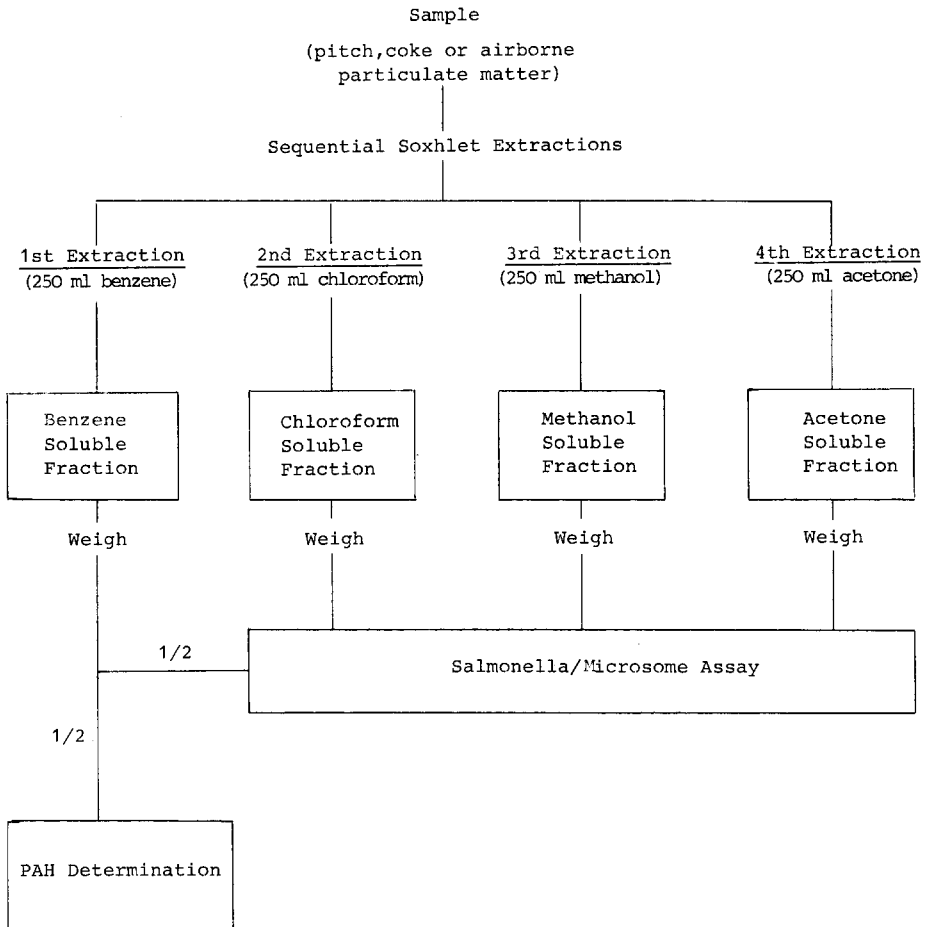 Sample
(pitch,coke or airborne
particulate matter)
Sequential Soxhlet Extractions
1st Extraction
(250 ml benzene)
2nd Extraction
(250 ml chloroform)
3rd Extraction
(250 ml methanol)
4th Extraction
(250 ml acetone)
Benzene
Soluble
Fraction
Chloroform
Soluble
Fraction
Methanol
Soluble
Fraction
Acetone
Soluble
Fraction
Weigh
Weigh
Weigh
Weigh
1/2
Salmonella/Microsome Assay
1/2
PAH Determination